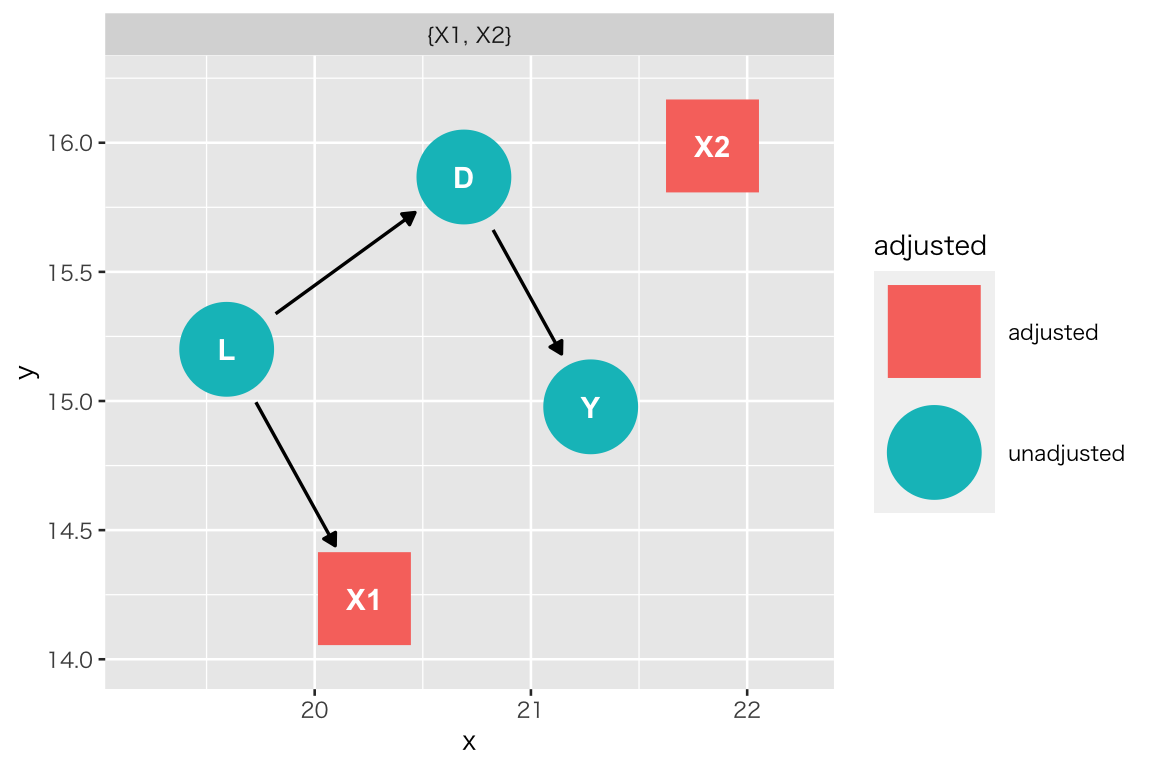 {X1, X2}
16.0
15.5
15.0
14.5
14.0
y
X2
D
L
Y
X1
20 21 22
x
adjusted
adjusted
unadjusted